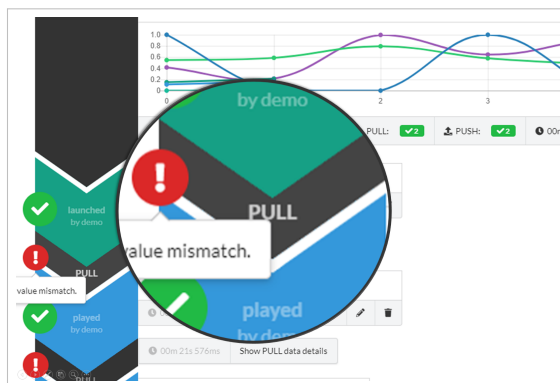 1.0
0.8
0.6
0.4
0.2
0
0
2
3
PULL: 2
PUSH: 2
00m
launched
by demo
PULL
value mismatch.
played
by demo
by demo
PULL
value mismatch.
played
by demo
00m 21s 576ms
Show PULL data details
PULL